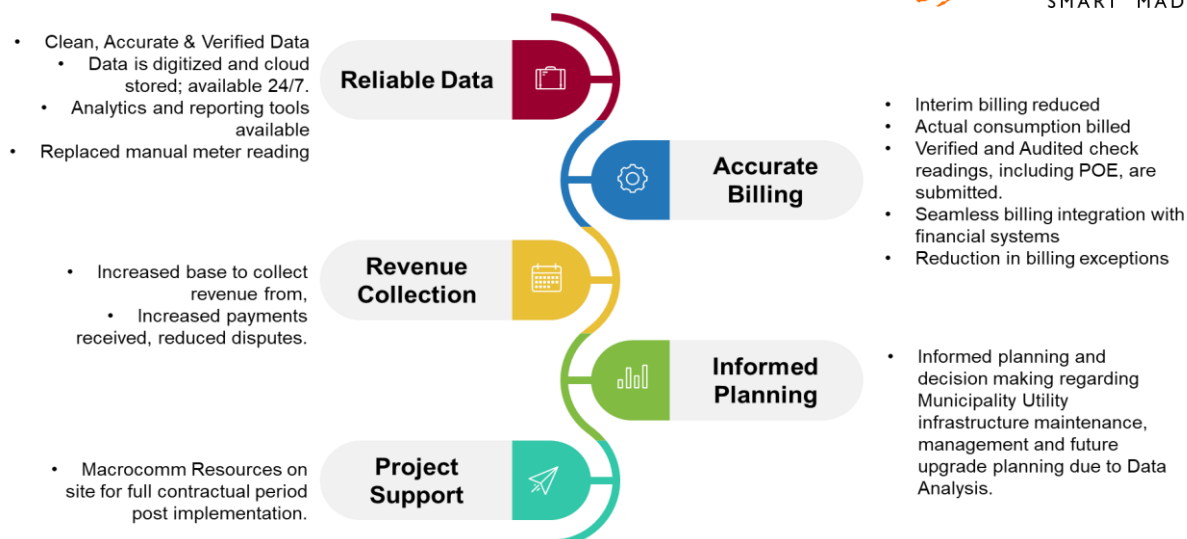 SMART MAD
• Clean, Accurate & Verified Data
• Data is digitized and cloud
stored; available 24/7.
• Analytics and reporting tools
available
• Replaced manual meter reading
Reliable Data
Accurate
Billing
• Interim billing reduced
• Actual consumption billed
• Verified and Audited check
readings, including POE, are
submitted.
• Seamless billing integration with
financial systems
• Reduction in billing exceptions
• Increased base to collect
revenue from,
• Increased payments
received, reduced disputes.
Revenue
Collection
Informed
Planning
• Informed planning and
decision making regarding
Municipality Utility
infrastructure maintenance,
management and future
upgrade planning due to Data
Analysis.
• Macrocomm Resources on
site for full contractual period
post implementation.
Project
Support